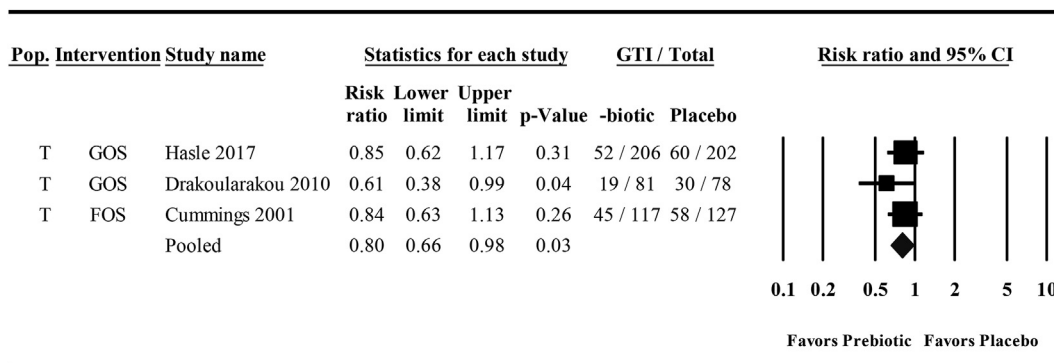 Pop. Intervention Study name Statistics for each study GTI / Total Risk ratio and 95% CI
Risk Lower Upper
ratio limit limit p-Value -biotic Placebo
T GOS Hasle 2017 0.85 0.62 1.17 0.31 52 / 206 60 / 202
T GOS Drakoularakou 2010 0.61 0.38 0.99 0.04 19 / 81 30 / 78
T FOS Cummings 2001 0.84 0.63 1.13 0.26 45 / 117 58 / 127
Pooled 0.80 0.66 0.98 0.03
0.1 0.2 0.5 1 2 5 10
Favors Prebiotic Favors Placebo